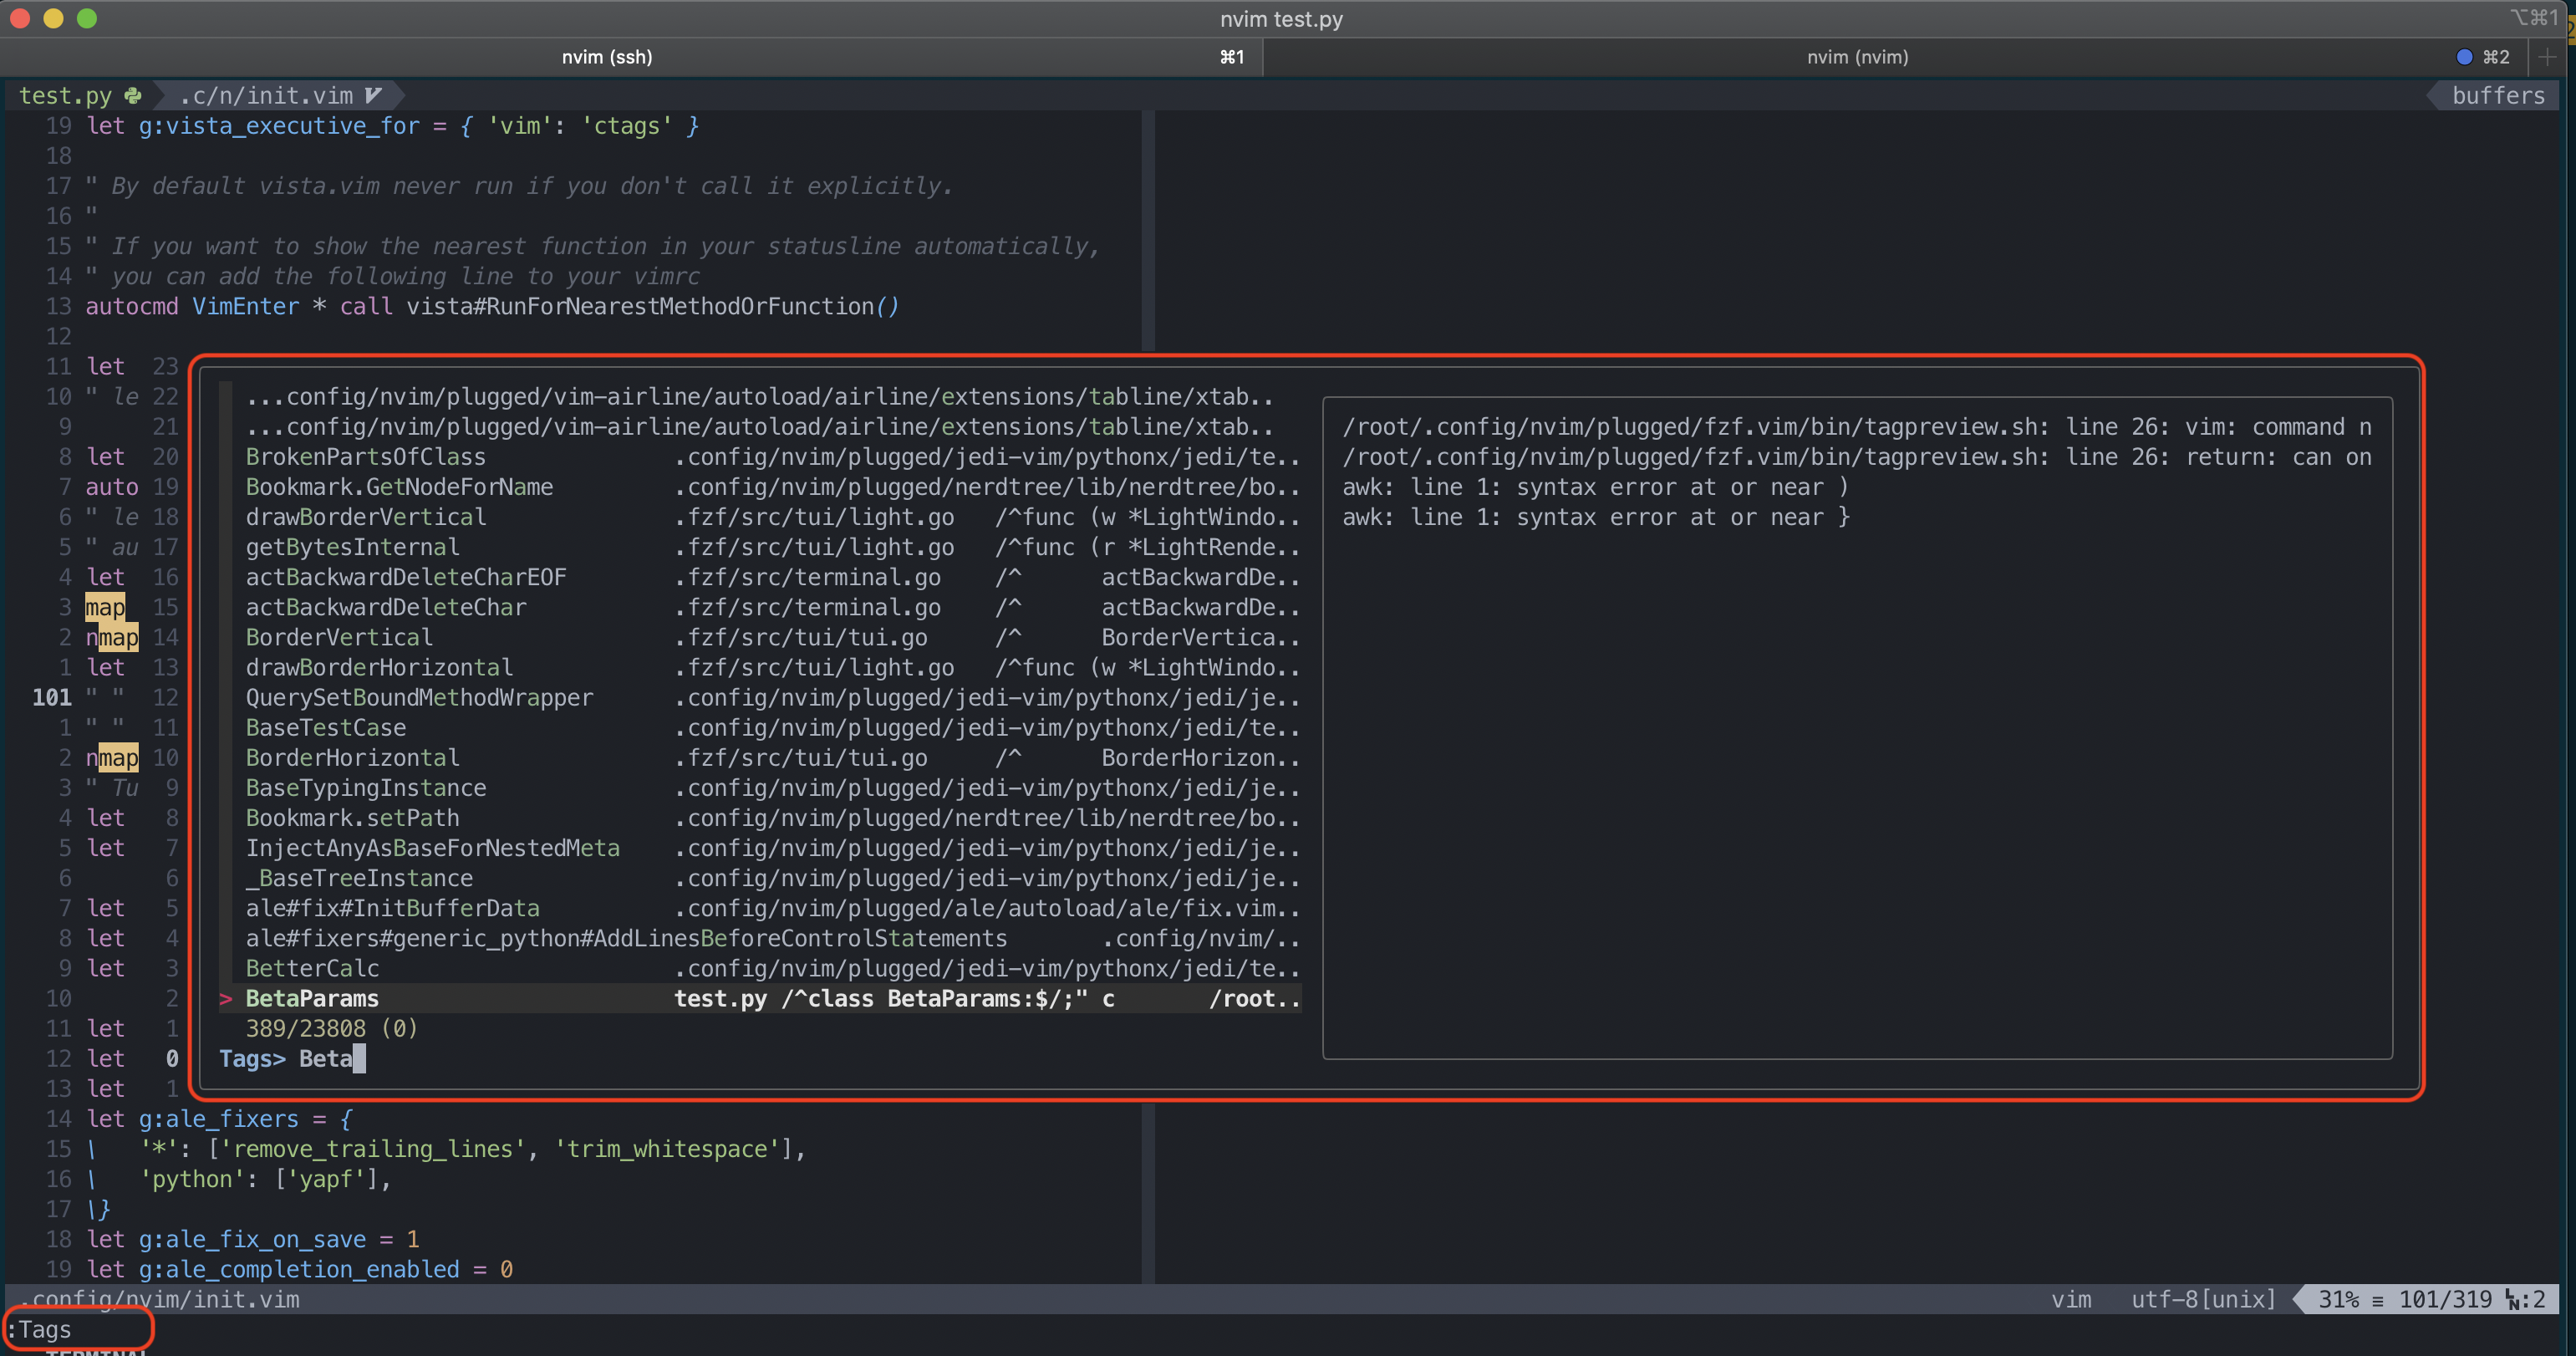 nvim test.py
⌥⌘1
nvim (ssh) ⌘1
nvim (nvim) ⌘2
test.py .c/n/init.vim buffers
19 let g:vista_executive_for = { 'vim': 'ctags' }
18
17 " By default vista.vim never run if you don't call it explicitly.
16 "
15 " If you want to show the nearest function in your statusline automatically,
14 " you can add the following line to your vimrc
13 autocmd VimEnter * call vista#RunForNearestMethodOrFunction()
12
11 let 23
10 " le 22 ...config/nvim/plugged/vim-airline/autoload/airline/extensions/tabline/xtab..
9 21 ...config/nvim/plugged/vim-airline/autoload/airline/extensions/tabline/xtab..
8 let 20 BrokenPartsOfClass .config/nvim/plugged/jedi-vim/pythonx/jedi/te..
7 auto 19 Bookmark.GetNodeForName .config/nvim/plugged/nerdtree/lib/nerdtree/bo..
6 " le 18 drawBorderVertical .fzf/src/tui/light.go /^func (w *LightWindo..
5 " au 17 getBytesInternal .fzf/src/tui/light.go /^func (r *LightRende..
4 let 16 actBackwardDeleteCharEOF .fzf/src/terminal.go /^ actBackwardDe..
3 map 15 actBackwardDeleteChar .fzf/src/terminal.go /^ actBackwardDe..
2 nmap 14 BorderVertical .fzf/src/tui/tui.go /^ BorderVertica..
1 let 13 drawBorderHorizontal .fzf/src/tui/light.go /^func (w *LightWindo..
101 " " 12 QuerySetBoundMethodWrapper .config/nvim/plugged/jedi-vim/pythonx/jedi/je..
1 " " 11 BaseTestCase .config/nvim/plugged/jedi-vim/pythonx/jedi/te..
2 nmap 10 BorderHorizontal .fzf/src/tui/tui.go /^ BorderHorizon..
3 " Tu 9 BaseTypingInstance .config/nvim/plugged/jedi-vim/pythonx/jedi/je..
4 let 8 Bookmark.setPath .config/nvim/plugged/nerdtree/lib/nerdtree/bo..
5 let 7 InjectAnyAsBaseForNestedMeta .config/nvim/plugged/jedi-vim/pythonx/jedi/je..
6 6 _BaseTreeInstance .config/nvim/plugged/jedi-vim/pythonx/jedi/je..
7 let 5 ale#fix#InitBufferData .config/nvim/plugged/ale/autoload/ale/fix.vim..
8 let 4 ale#fixers#generic_python#AddLinesBeforeControlStatements .config/nvim/..
9 let 3 BetterCalc .config/nvim/plugged/jedi-vim/pythonx/jedi/te..
10 2 > BetaParams test.py /^class BetaParams:$/;" c /root..
11 let 1 389/23808 (0)
12 let 0 Tags> Beta
13 let 1
/root/.config/nvim/plugged/fzf.vim/bin/tagpreview.sh: line 26: vim: command n
/root/.config/nvim/plugged/fzf.vim/bin/tagpreview.sh: line 26: return: can on
awk: line 1: syntax error at or near )
awk: line 1: syntax error at or near }
14 let g:ale_fixers = {
15 \ '*': ['remove_trailing_lines', 'trim_whitespace'],
16 \ 'python': ['yapf'],
17 \}
18 let g:ale_fix_on_save = 1
19 let g:ale_completion_enabled = 0
.config/nvim/init.vim vim utf-8[unix] 31% ≡ 101/319 ㏑:2
:Tags
TERMINAL